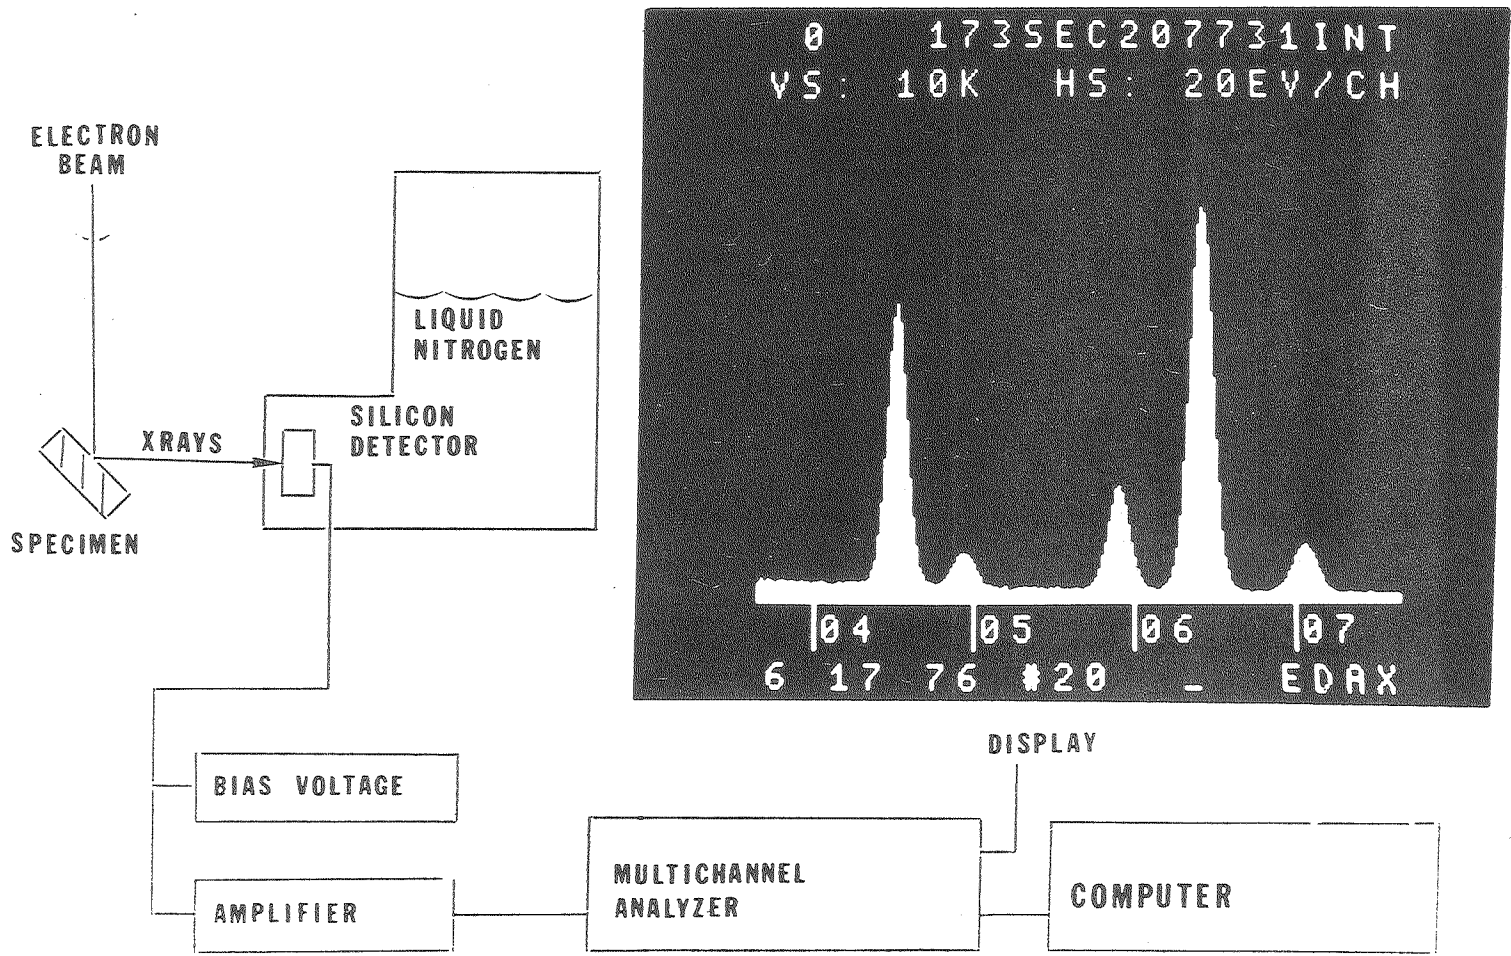 0 173SEC207731INT
VS: 10K HS: 20EV/CH
ELECTRON
BEAM
LIQUID
NITROGEN
SILICON
DETECTOR
XRAYS
SPECIMEN
04 05 06 07
6 17 76 #20 _ EDAX
DISPLAY
BIAS VOLTAGE
MULTICHANNEL
ANALYZER
COMPUTER
AMPLIFIER